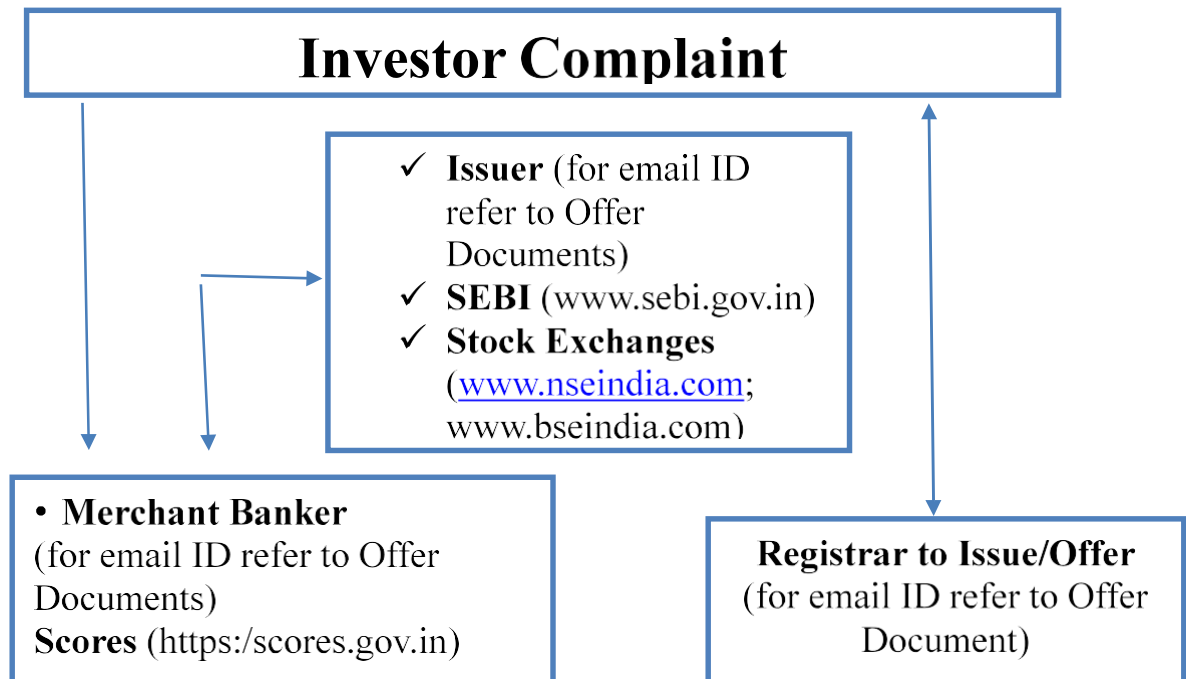 Investor Complaint
✓ Issuer (for email ID
refer to Offer
Documents)
✓ SEBI (www.sebi.gov.in)
✓ Stock Exchanges
(www.nseindia.com;
www.bseindia.com)
• Merchant Banker
(for email ID refer to Offer
Documents)
Scores (https:/scores.gov.in)
Registrar to Issue/Offer
(for email ID refer to Offer
Document)